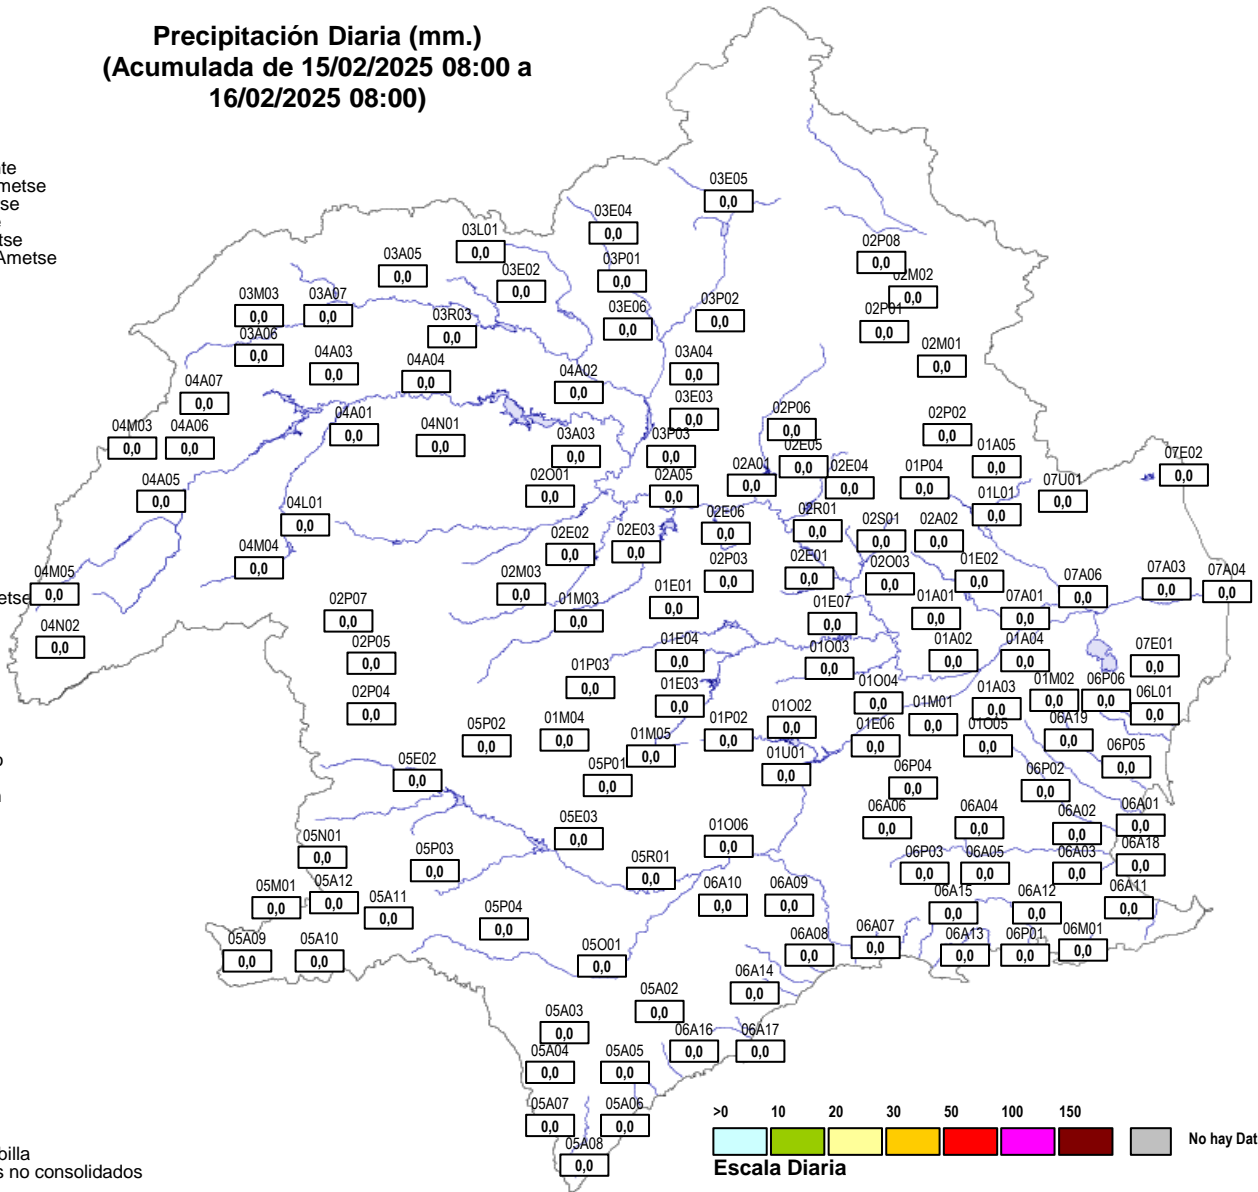 Precipitación Diaria (mm.)
(Acumulada de 15/02/2025 08:00 a
16/02/2025 08:00)
03E05
0,0
03E04
0,0
03L01
0,0
03A05
0,0
03E02
0,0
03P01
0,0
02P08
0,0
02M02
0,0
03M03
0,0
03A07
0,0
03R03
0,0
03E06
0,0
03P02
0,0
02P01
0,0
03A06
0,0
04A03
0,0
04A04
0,0
04A02
0,0
03A04
0,0
02M01
0,0
04A07
0,0
03E03
0,0
04M03
0,0
04A06
0,0
04A01
0,0
04N01
0,0
03A03
0,0
03P03
0,0
02P06
0,0
02E05
0,0
02P02
0,0
01A05
0,0
07E02
0,0
04A05
0,0
02O01
0,0
02A05
0,0
02A01
0,0
02E04
0,0
01P04
0,0
01L01
0,0
07U01
0,0
04L01
0,0
02E06
0,0
02R01
0,0
02S01
0,0
02A02
0,0
04M04
0,0
02E02
0,0
02E03
0,0
02P03
0,0
02E01
0,0
02O03
0,0
01E02
0,0
04M05
0,0
02M03
0,0
07A06
0,0
07A03
0,0
07A04
0,0
04N02
0,0
02P07
0,0
01M03
0,0
01E01
0,0
01E07
0,0
01A01
0,0
07A01
0,0
02P05
0,0
01P03
0,0
01E04
0,0
01O03
0,0
01A02
0,0
01A04
0,0
07E01
0,0
02P04
0,0
01E03
0,0
01O04
0,0
01M01
0,0
01A03
0,0
01M02
0,0
06P06
0,0
06L01
0,0
05P02
0,0
01M04
0,0
01M05
0,0
01P02
0,0
01O02
0,0
01E06
0,0
01O05
0,0
06A19
0,0
06P05
0,0
05E02
0,0
05P01
0,0
01U01
0,0
06P04
0,0
06P02
0,0
05E03
0,0
01O06
0,0
06A06
0,0
06A04
0,0
06A02
0,0
06A01
0,0
05N01
0,0
05P03
0,0
05R01
0,0
06P03
0,0
06A05
0,0
06A03
0,0
06A18
0,0
05M01
0,0
05A12
0,0
05A11
0,0
06A10
0,0
06A09
0,0
06A15
0,0
06A12
0,0
06A11
0,0
05A09
0,0
05A10
0,0
05P04
0,0
05O01
0,0
06A08
0,0
06A07
0,0
06A13
0,0
06P01
0,0
06M01
0,0
05A02
0,0
06A14
0,0
05A03
0,0
06A16
0,0
06A17
0,0
05A04
0,0
05A05
0,0
05A07
0,0
05A06
0,0
05A08
0,0
>0 10 20 30 50 100 150
No hay Dat
Escala Diaria
s no consolidados